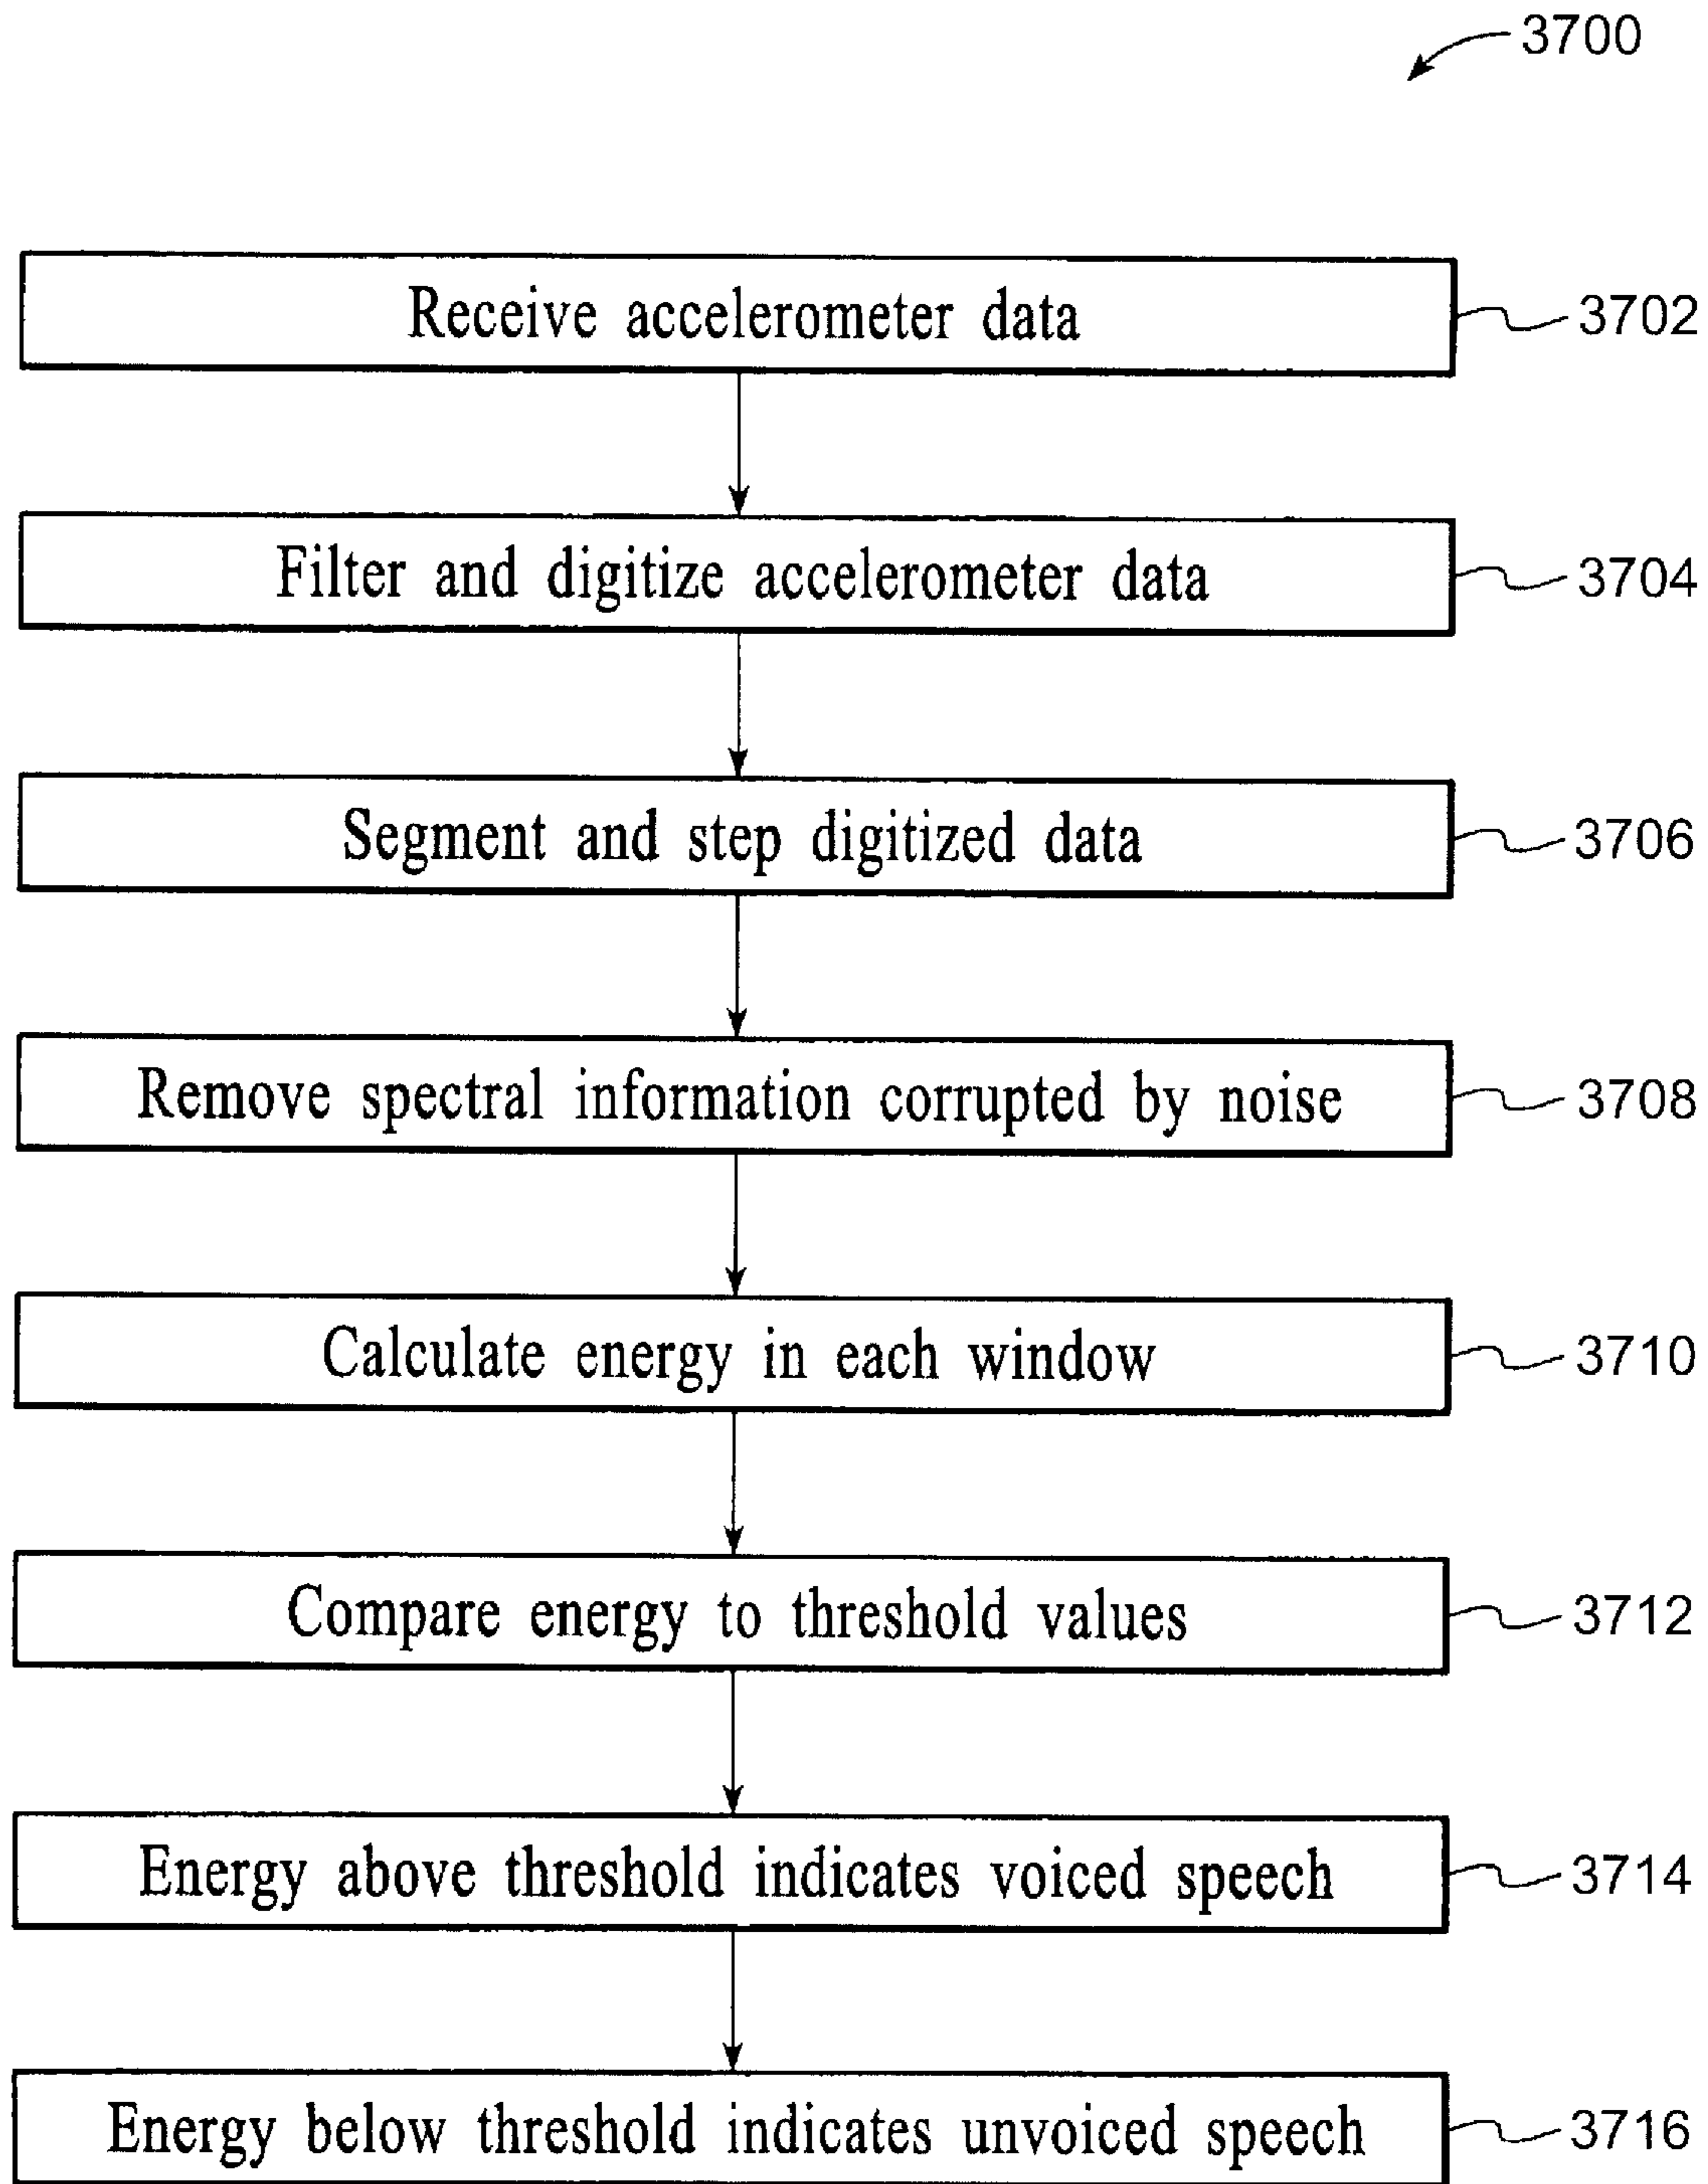 3700
Receive accelerometer data
3702
Filter and digitize accelerometer data
3704
Segment and step digitized data
3706
Remove spectral information corrupted by noise
3708
Calculate energy in each window
3710
Compare energy to threshold values
3712
Energy above threshold indicates voiced speech
3714
Energy below threshold indicates unvoiced speech
3716